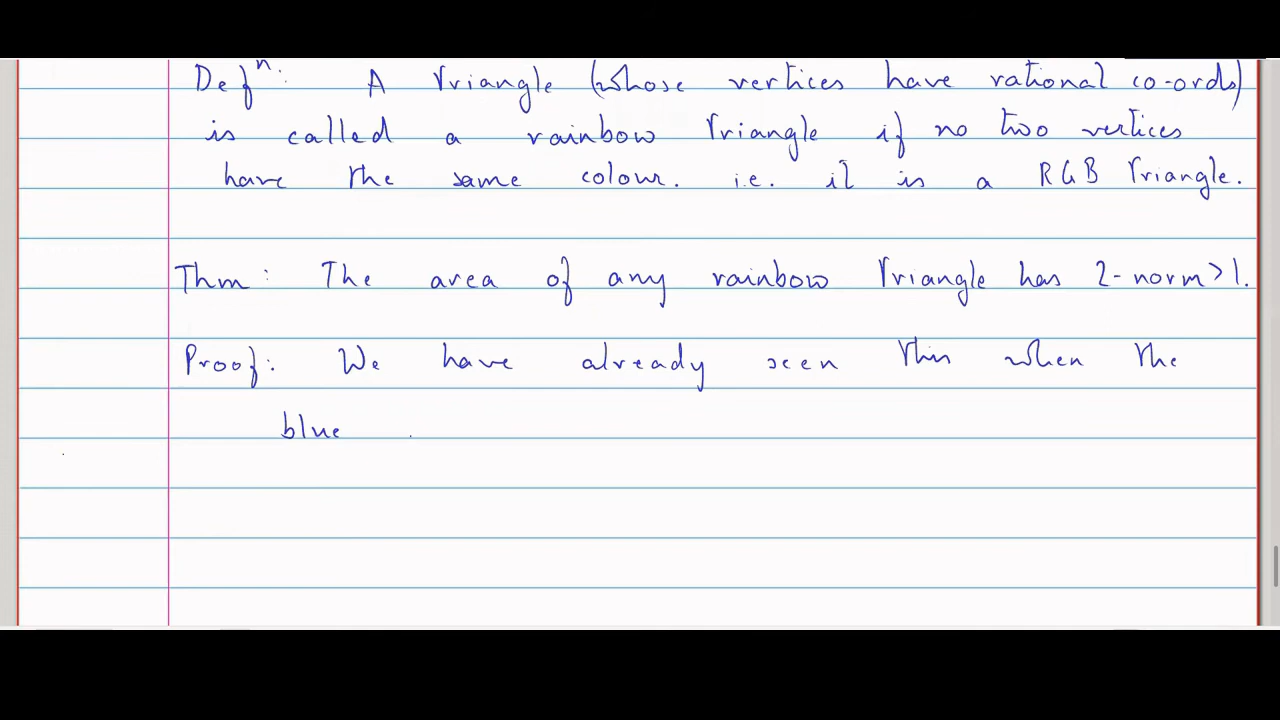 Defⁿ: A triangle (whose vertices have rational co-ords)
is called a rainbow triangle if no two vertices
have the same colour. i.e. it is a RGB triangle.
Thm: The area of any rainbow triangle has 2-norm > 1.
Proof: We have already seen this when the
blue